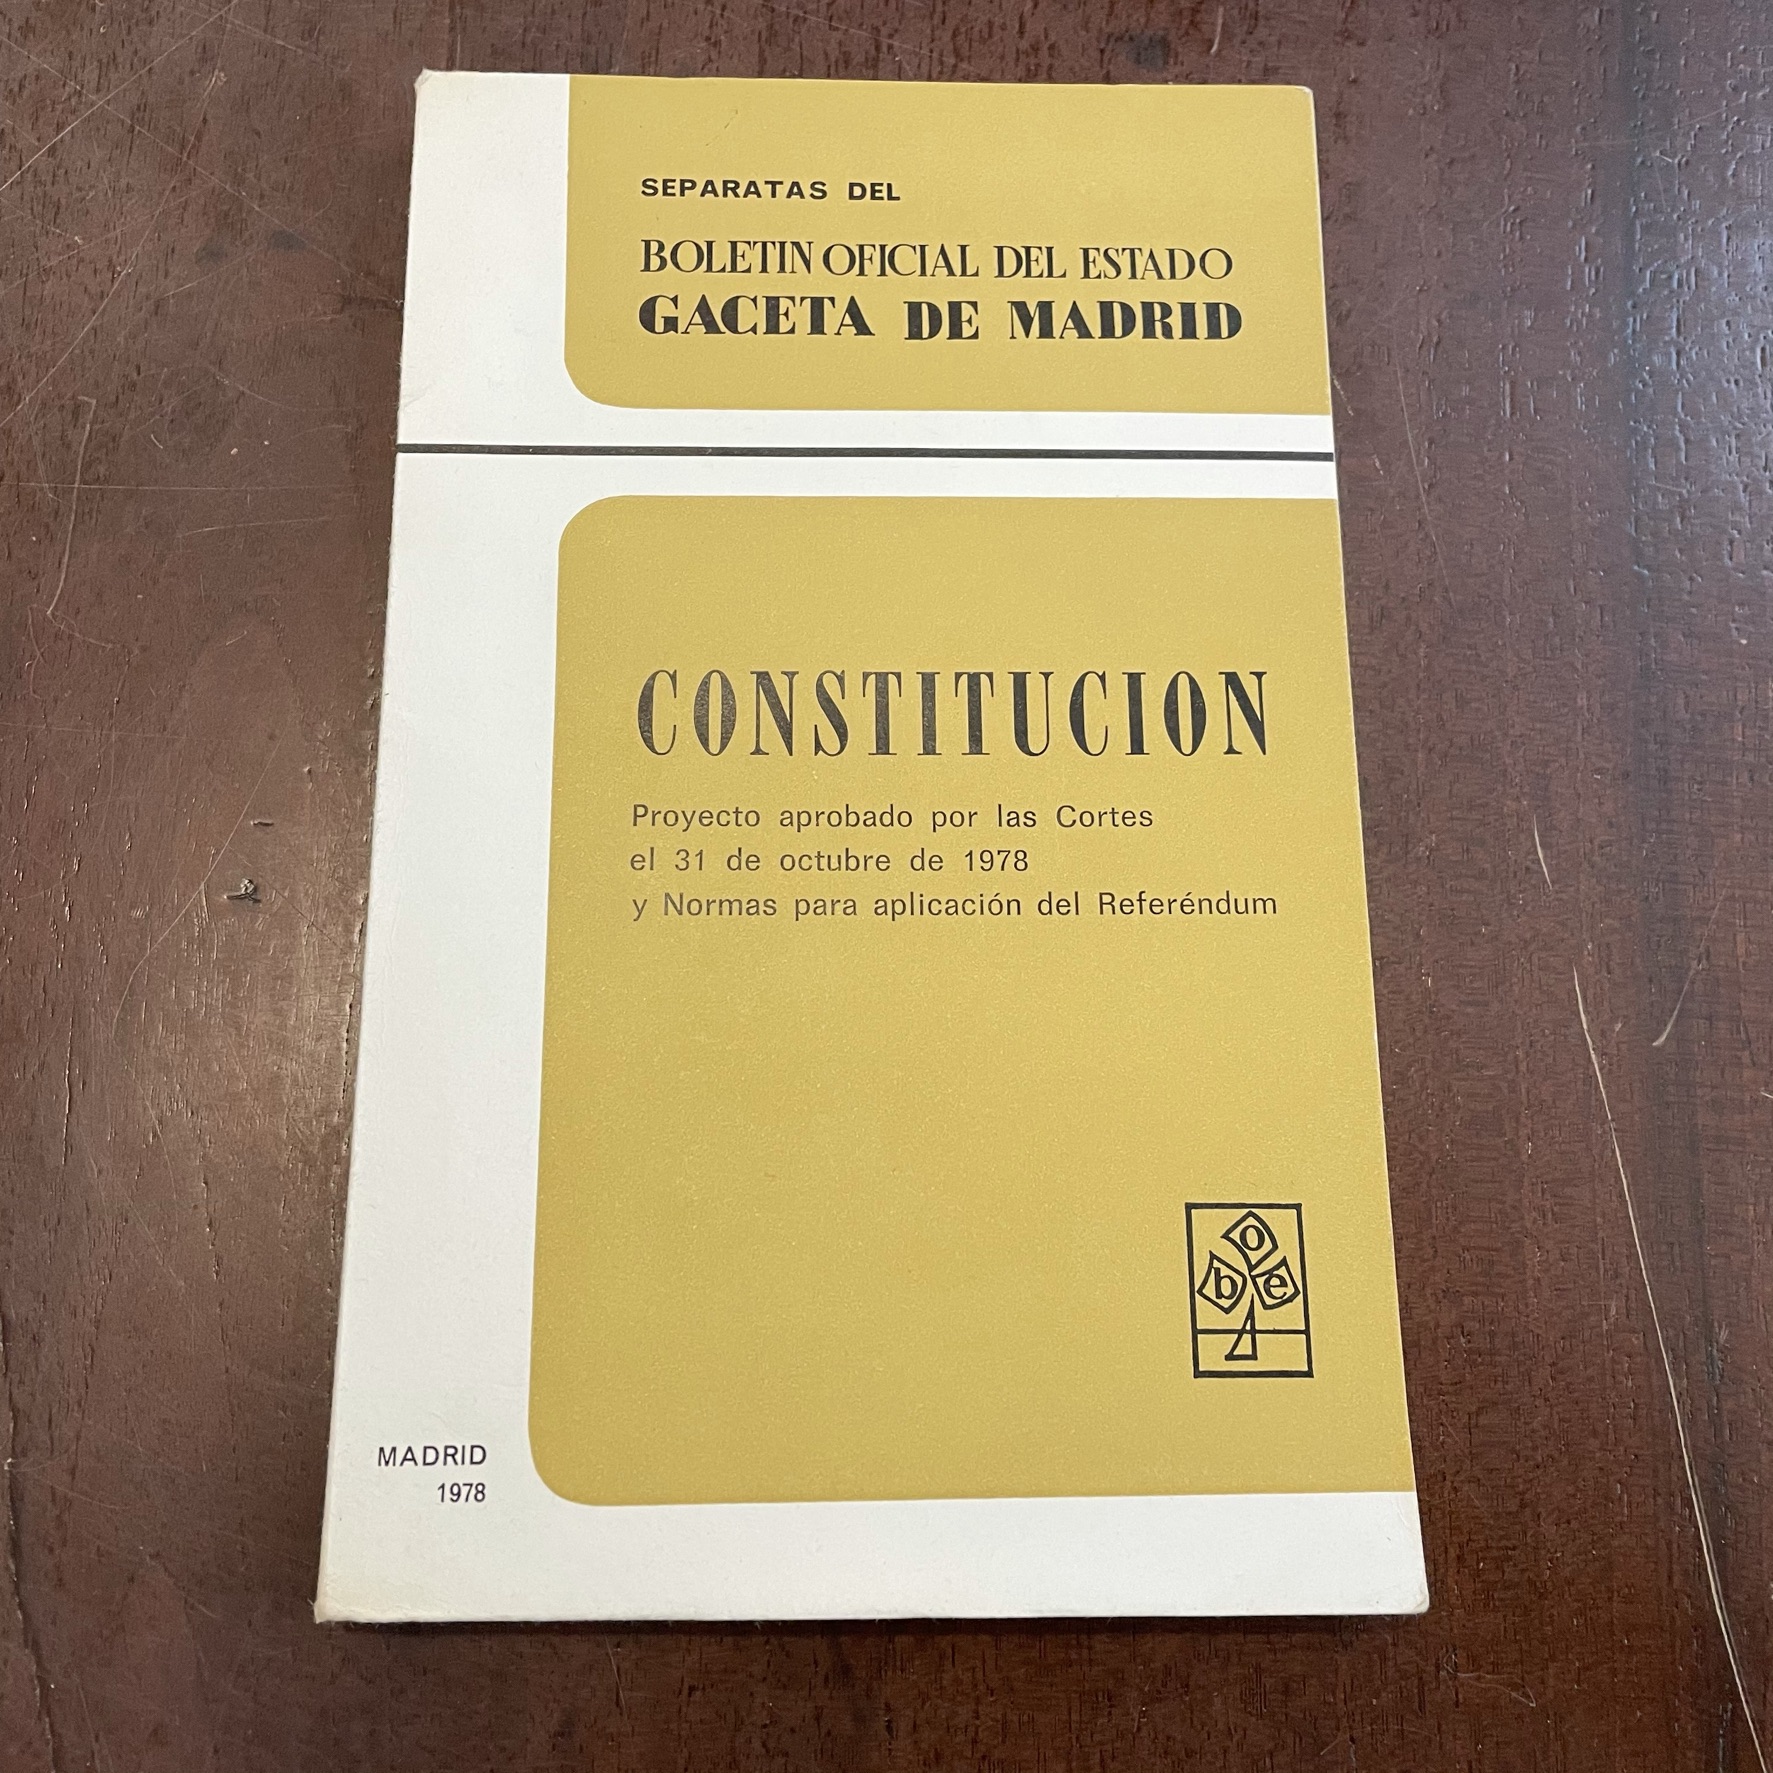 SEPARATAS DEL
BOLETIN OFICIAL DEL ESTADO
GACETA DE MADRID
CONSTITUCION
Proyecto aprobado por las Cortes
el 31 de octubre de 1978
y Normas para aplicación del Referéndum
b o e
MADRID
1978